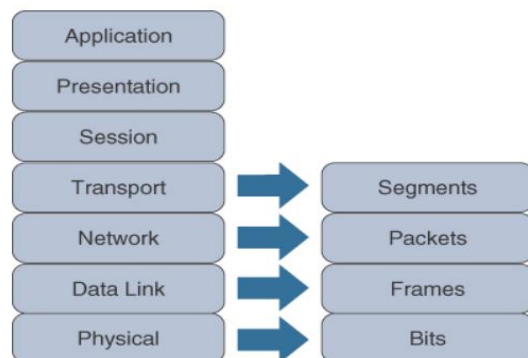 Application
Presentation
Session
Transport
Segments
Network
Packets
Data Link
Frames
Physical
Bits